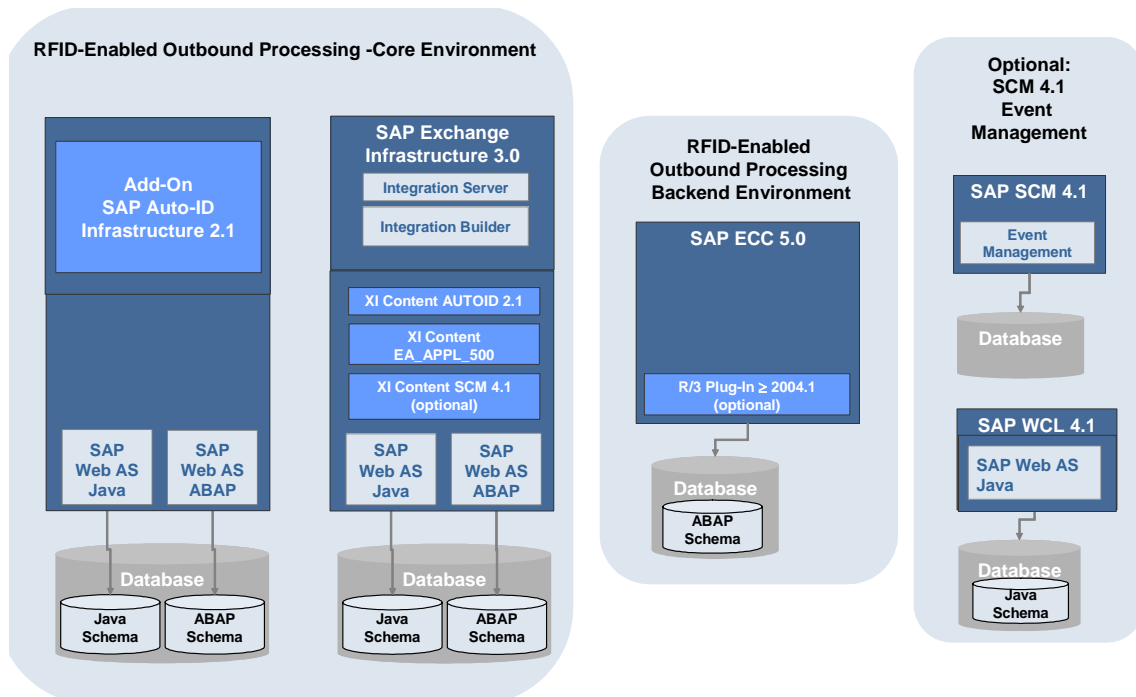 RFID-Enabled Outbound Processing -Core Environment
Add-On
SAP Auto-ID
Infrastructure 2.1
SAP
Web AS
Java
SAP
Web AS
ABAP
Database
Java
Schema
ABAP
Schema
SAP Exchange
Infrastructure 3.0
Integration Server
Integration Builder
XI Content AUTOID 2.1
XI Content
EA_APPL_500
XI Content SCM 4.1
(optional)
SAP
Web AS
Java
SAP
Web AS
ABAP
Database
Java
Schema
ABAP
Schema
RFID-Enabled
Outbound Processing
Backend Environment
SAP ECC 5.0
R/3 Plug-In ≥ 2004.1
(optional)
Database
ABAP
Schema
Optional:
SCM 4.1
Event
Management
SAP SCM 4.1
Event
Management
Database
SAP WCL 4.1
SAP Web AS
Java
Database
Java
Schema